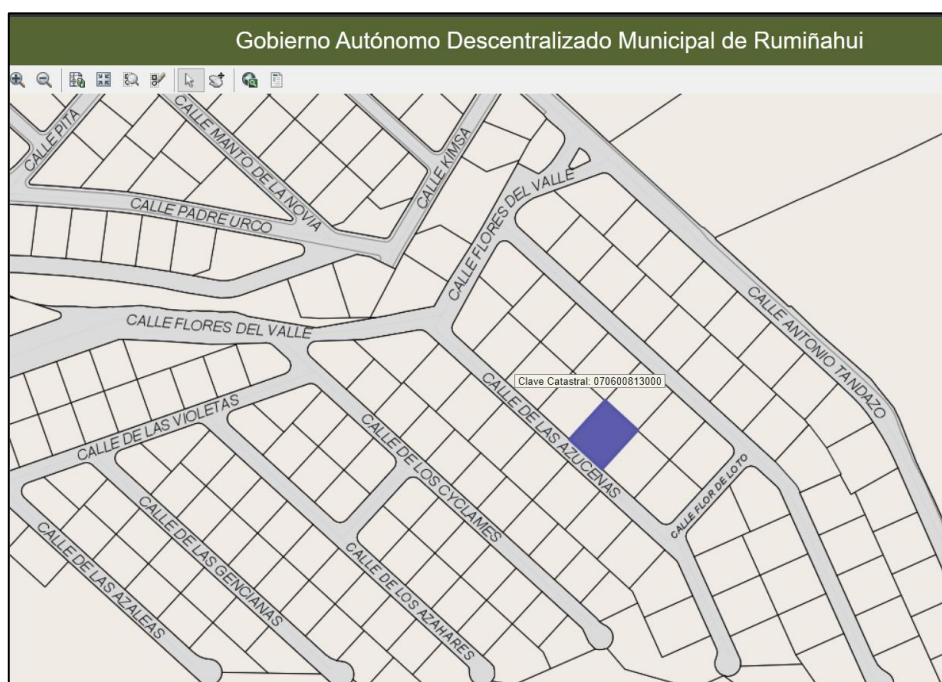 Gobierno Autónomo Descentralizado Municipal de Rumiñahui
CALLE PITA
CALLE MANTO DE LA NOVIA
CALLE KIMSA
CALLE PADRE URCO
CALLE FLORES DEL VALLE
CALLE FLORES DEL VALLE
CALLE ANTONIO TANDAZO
Clave Catastral: 070600813000
CALLE DE LAS VIOLETAS
CALLE DE LAS AZUCENAS
CALLE DE LOS CYCLAMES
CALLE FLOR DE LOTO
CALLE DE LAS GENCIANAS
CALLE DE LAS AZALEAS
CALLE DE LOS AZAHARES